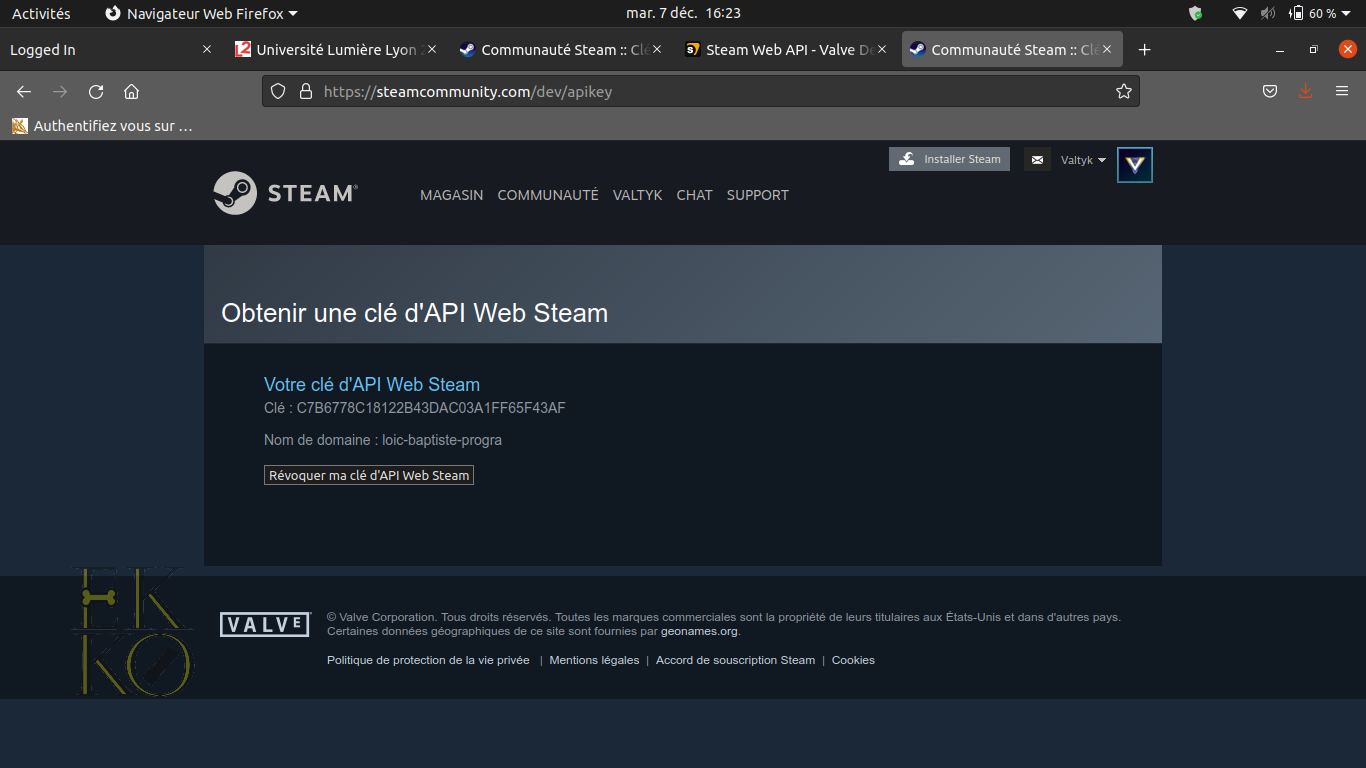 Activités Navigateur Web Firefox mar. 7 déc. 16:23 60 %
Logged In Université Lumière Lyon 2 Communauté Steam :: Clé Steam Web API - Valve De Communauté Steam :: Clé
https://steamcommunity.com/dev/apikey
Authentifiez vous sur …
Installer Steam Valtyk
STEAM® MAGASIN COMMUNAUTÉ VALTYK CHAT SUPPORT
Obtenir une clé d'API Web Steam
Votre clé d'API Web Steam
Clé : C7B6778C18122B43DAC03A1FF65F43AF
Nom de domaine : loic-baptiste-progra
Révoquer ma clé d'API Web Steam
EK
KO
VALVE © Valve Corporation. Tous droits réservés. Toutes les marques commerciales sont la propriété de leurs titulaires aux États-Unis et dans d'autres pays.
Certaines données géographiques de ce site sont fournies par geonames.org.
Politique de protection de la vie privée | Mentions légales | Accord de souscription Steam | Cookies